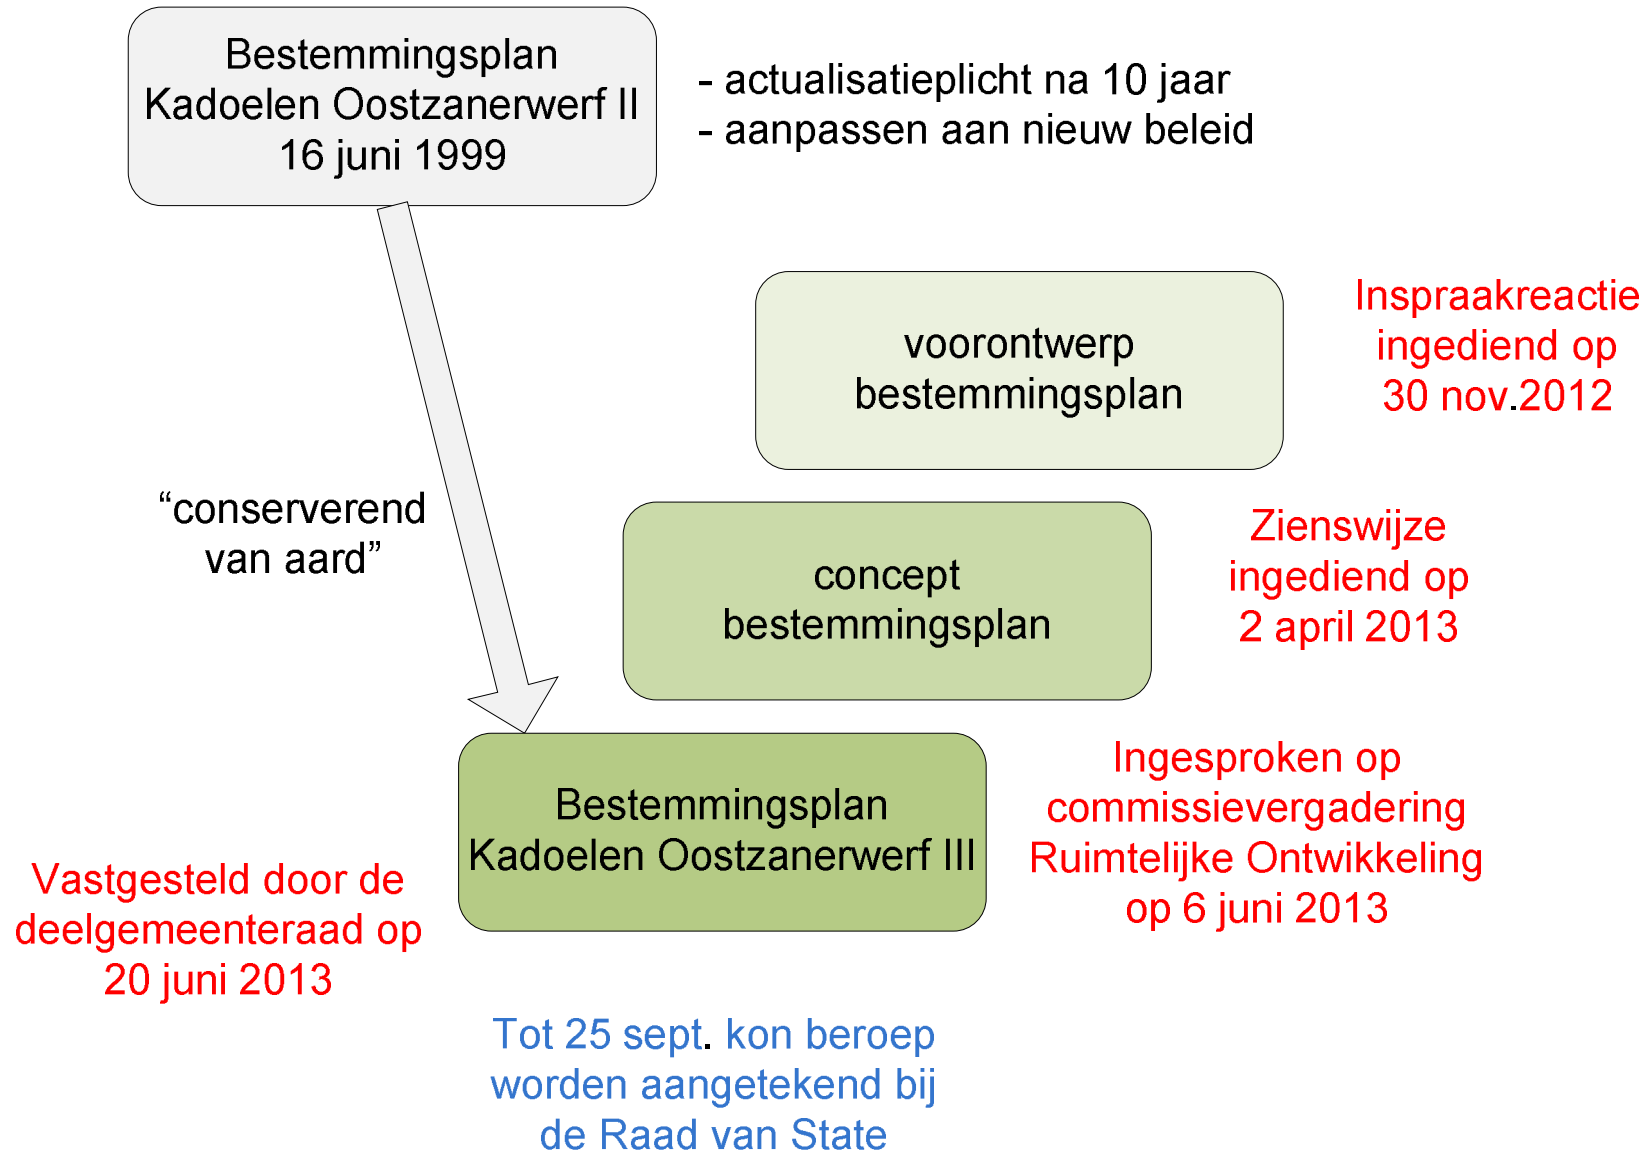 Bestemmingsplan
Kadoelen Oostzanerwerf II
16 juni 1999
- actualisatieplicht na 10 jaar
- aanpassen aan nieuw beleid
voorontwerp
bestemmingsplan
Inspraakreactie
ingediend op
30 nov.2012
“conserverend
van aard”
concept
bestemmingsplan
Zienswijze
ingediend op
2 april 2013
Bestemmingsplan
Kadoelen Oostzanerwerf III
Ingesproken op
commissievergadering
Ruimtelijke Ontwikkeling
op 6 juni 2013
Vastgesteld door de
deelgemeenteraad op
20 juni 2013
Tot 25 sept. kon beroep
worden aangetekend bij
de Raad van State